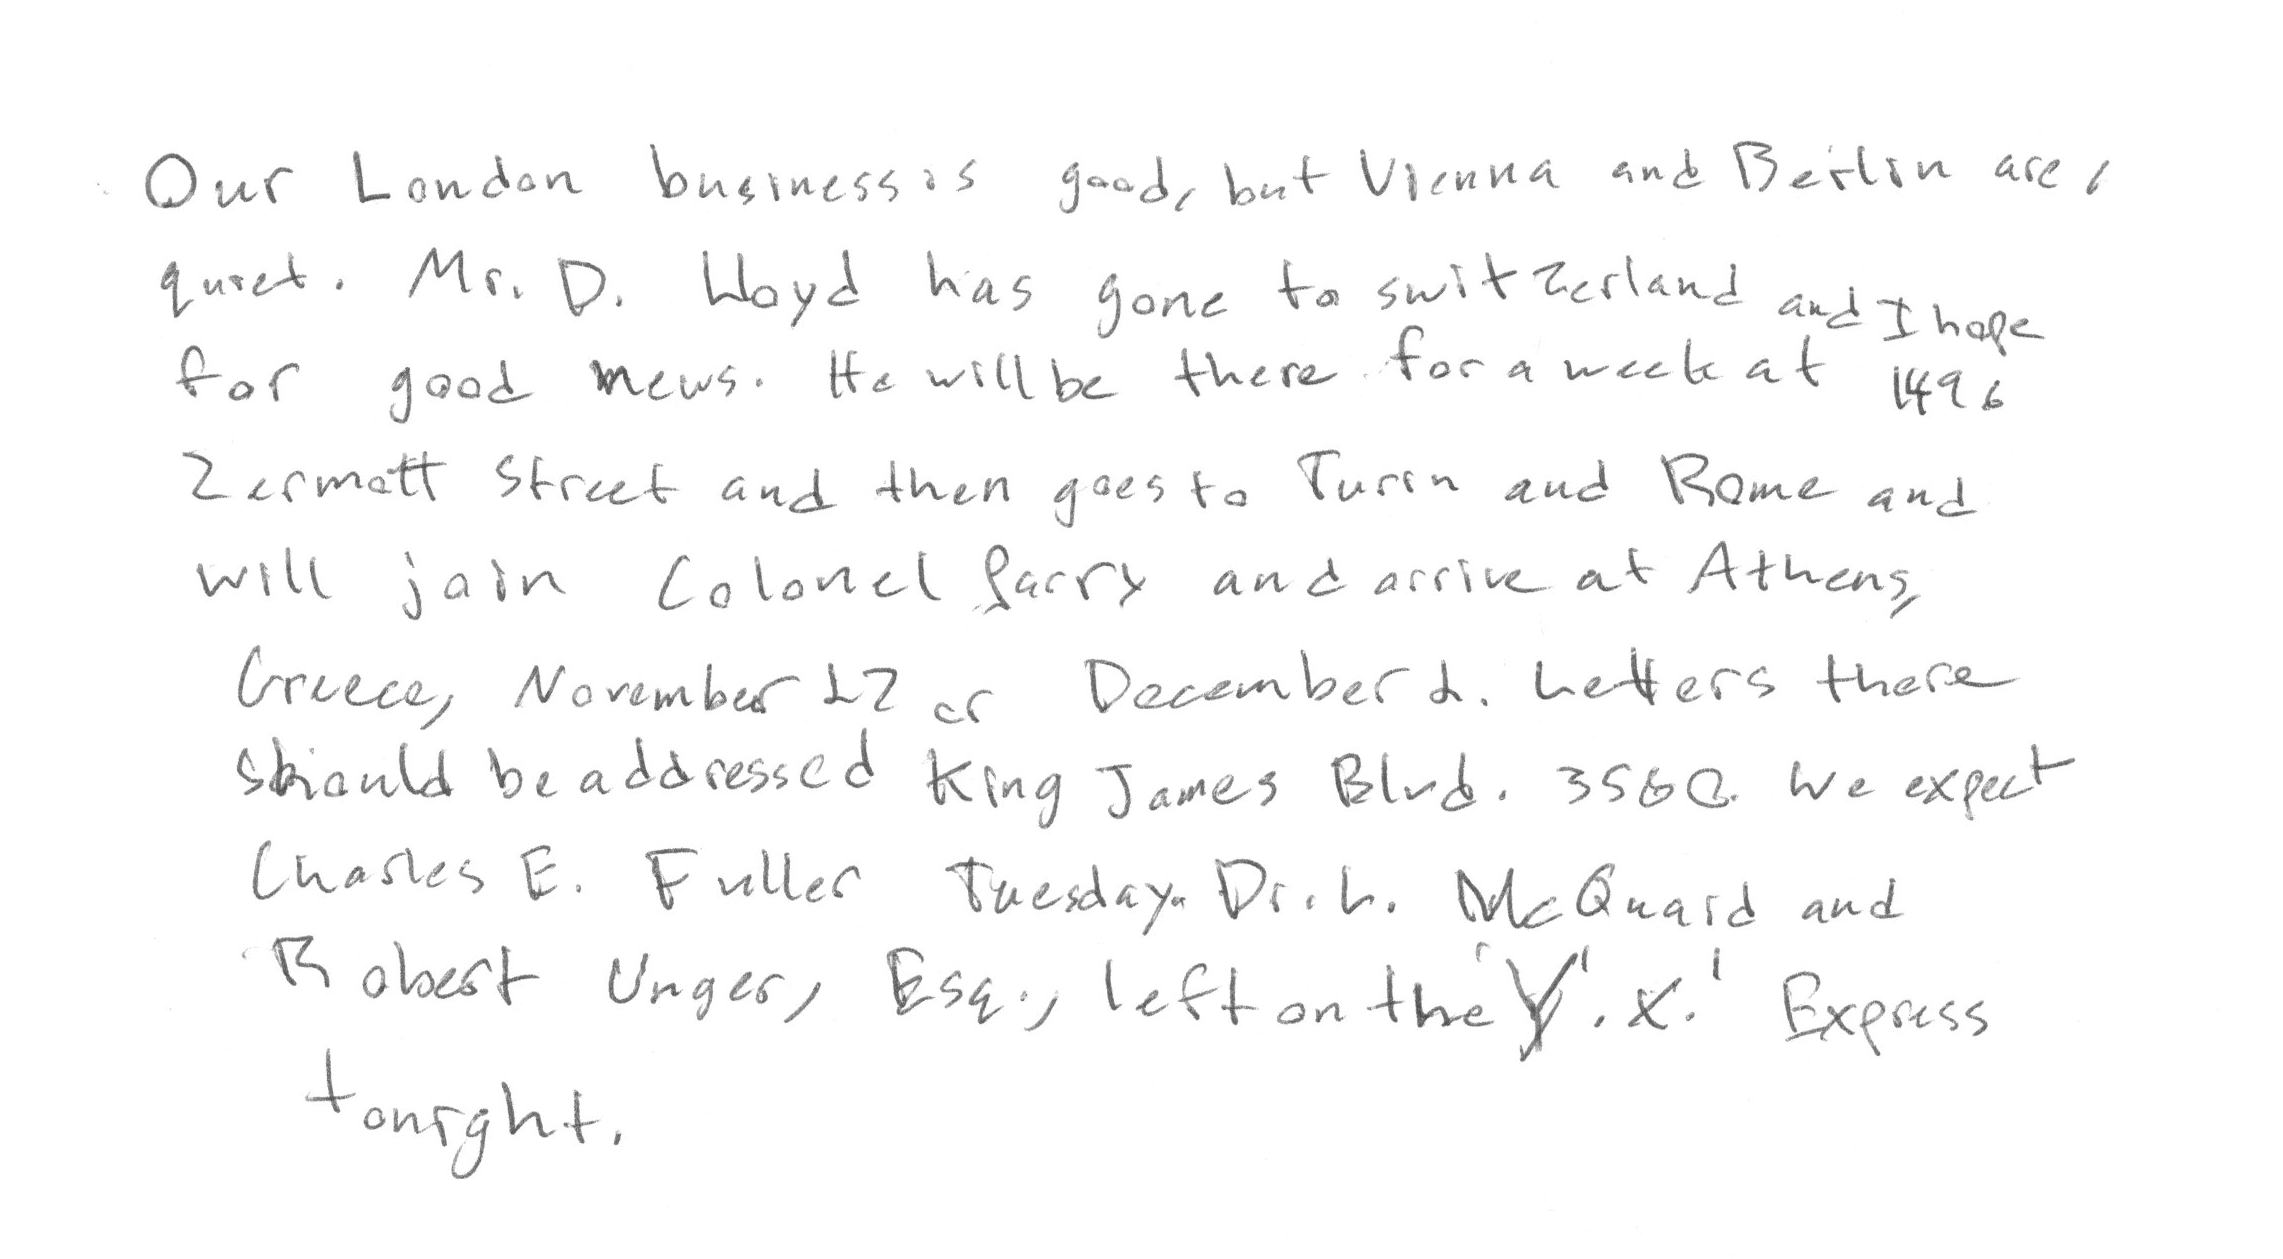 Our London business is good, but Vienna and Berlin are,
quiet. Mr. D. Lloyd has gone to switzerland and I hope
for good mews. He will be there for a week at 1496
Zermott Street and then goes to Turin and Rome and
will join Colonel Parry and arrive at Athens,
Greece, November 27 or December 2. Letters there
should be addressed King James Blvd. 3580. We expect
Charles E. Fuller Tuesday. Dr. L. McQuaid and
Robert Unger, Esq., left on the 'Y'. X.' Express
tonight.